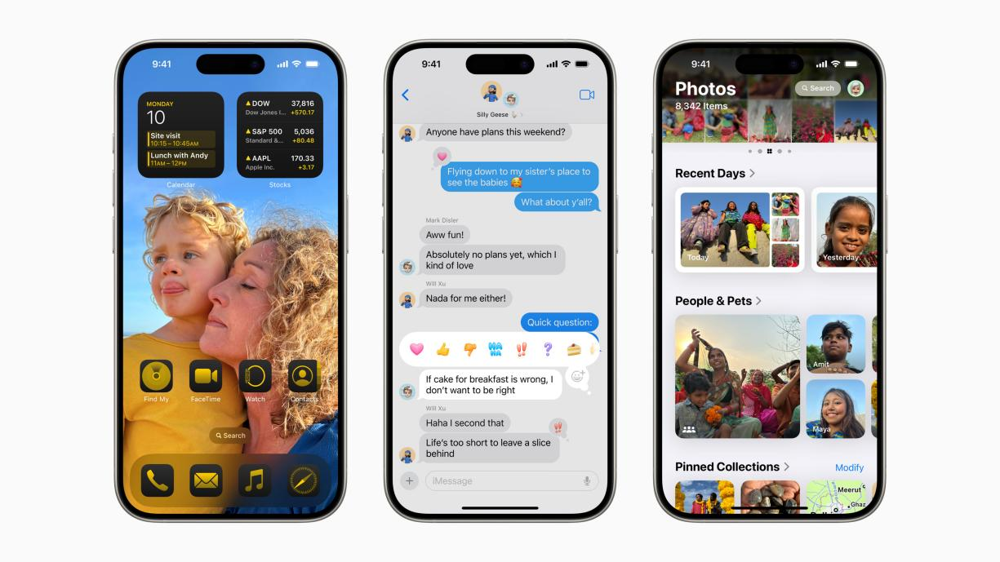 9:41
MONDAY
10
Site visit
10:15 – 10:45AM
Lunch with Andy
11AM – 12PM
Calendar
DOW 37,816
Dow Jones I... +570.17
S&P 500 5,036
Standard &... +80.48
AAPL 170.33
Apple Inc. +3.17
Stocks
Find My
FaceTime
Watch
Contacts
Search
9:41
Silly Geese
Anyone have plans this weekend?
Flying down to my sister's place to
see the babies 🥰
What about y'all?
Mark Disler
Aww fun!
Absolutely no plans yet, which I
kind of love
Will Xu
Nada for me either!
Quick question:
HA
HA
If cake for breakfast is wrong, I
don't want to be right
Will Xu
Haha I second that
Life's too short to leave a slice
behind
iMessage
9:41
Photos
Search
8,342 Items
Recent Days
Today
Yesterday
People & Pets
Amit
Maya
Pinned Collections
Modify
Meerut